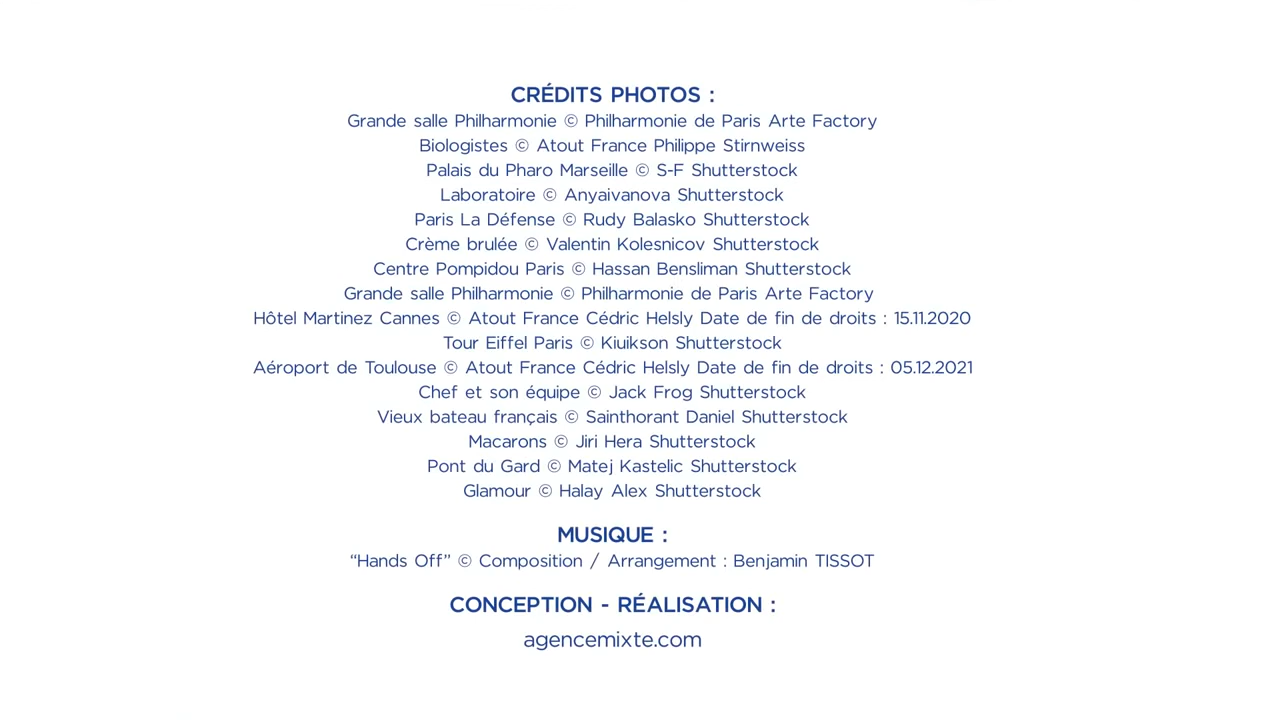 CRÉDITS PHOTOS :
Grande salle Philharmonie © Philharmonie de Paris Arte Factory
Biologistes © Atout France Philippe Stirnweiss
Palais du Pharo Marseille © S-F Shutterstock
Laboratoire © Anyaivanova Shutterstock
Paris La Défense © Rudy Balasko Shutterstock
Crème brulée © Valentin Kolesnicov Shutterstock
Centre Pompidou Paris © Hassan Bensliman Shutterstock
Grande salle Philharmonie © Philharmonie de Paris Arte Factory
Hôtel Martinez Cannes © Atout France Cédric Helsly Date de fin de droits : 15.11.2020
Tour Eiffel Paris © Kiuikson Shutterstock
Aéroport de Toulouse © Atout France Cédric Helsly Date de fin de droits : 05.12.2021
Chef et son équipe © Jack Frog Shutterstock
Vieux bateau français © Sainthorant Daniel Shutterstock
Macarons © Jiri Hera Shutterstock
Pont du Gard © Matej Kastelic Shutterstock
Glamour © Halay Alex Shutterstock
MUSIQUE :
“Hands Off” © Composition / Arrangement : Benjamin TISSOT
CONCEPTION - RÉALISATION :
agencemixte.com